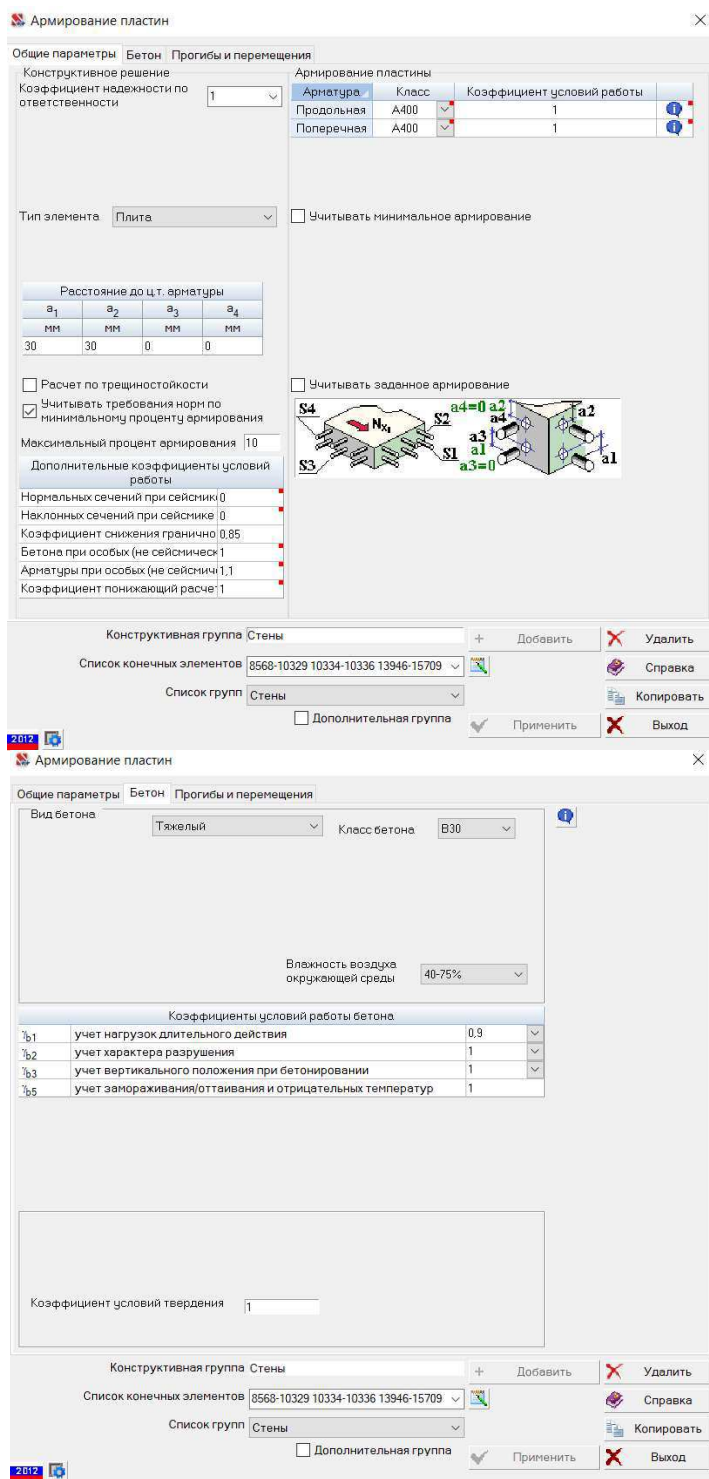 Армирование пластин
Общие параметры Бетон Прогибы и перемещения
Конструктивное решение
Коэффициент надежности по ответственности 1
Армирование пластины
Арматура Класс Коэффициент условий работы
Продольная A400 1
Поперечная A400 1
Тип элемента Плита
Учитывать минимальное армирование
Расстояние до ц.т. арматуры
a1 a2 a3 a4
мм мм мм мм
30 30 0 0
Расчет по трещиностойкости
Учитывать требования норм по минимальному проценту армирования
Максимальный процент армирования 10
Дополнительные коэффициенты условий работы
Нормальных сечений при сейсмик 0
Наклонных сечений при сейсмике 0
Коэффициент снижения гранично 0,85
Бетона при особых (не сейсмическ 1
Арматуры при особых (не сейсмич 1,1
Коэффициент понижающий расче 1
Учитывать заданное армирование
S4 Nx1 S2 S3 S1
a4=0 a2 a4 a2
a3 a1 a3=0 a1
Конструктивная группа Стены + Добавить Удалить
Список конечных элементов 8568-10329 10334-10336 13946-15709 Справка
Список групп Стены Копировать
Дополнительная группа Применить Выход
2012
Армирование пластин
Общие параметры Бетон Прогибы и перемещения
Вид бетона Тяжелый Класс бетона B30
Влажность воздуха окружающей среды 40-75%
Коэффициенты условий работы бетона
γb1 учет нагрузок длительного действия 0,9
γb2 учет характера разрушения 1
γb3 учет вертикального положения при бетонировании 1
γb5 учет замораживания/оттаивания и отрицательных температур 1
Коэффициент условий твердения 1
Конструктивная группа Стены + Добавить Удалить
Список конечных элементов 8568-10329 10334-10336 13946-15709 Справка
Список групп Стены Копировать
Дополнительная группа Применить Выход
2012